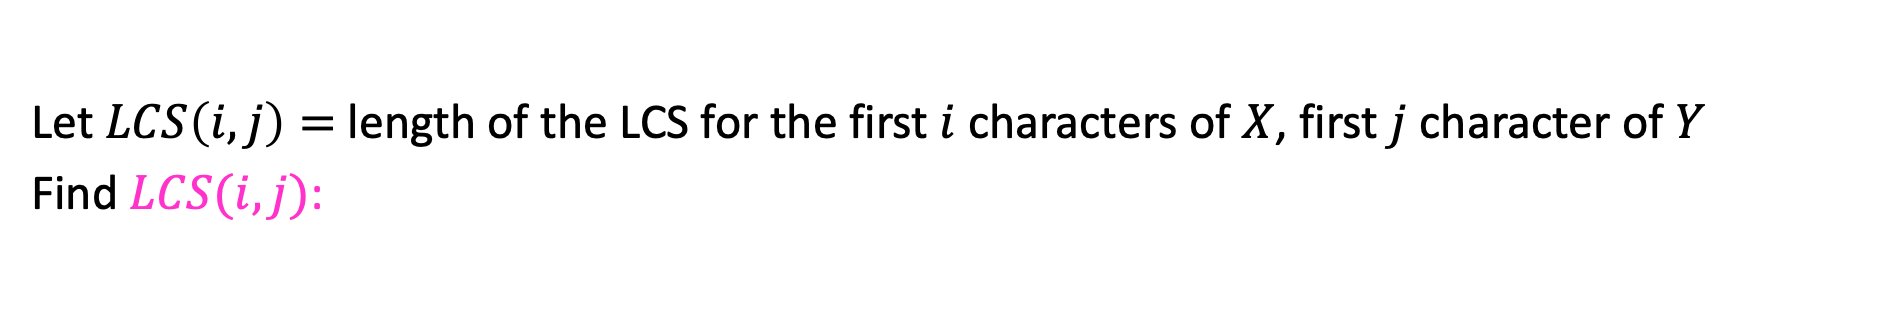 Let LCS(i, j) = length of the LCS for the first i characters of X, first j character of Y
Find LCS(i, j):